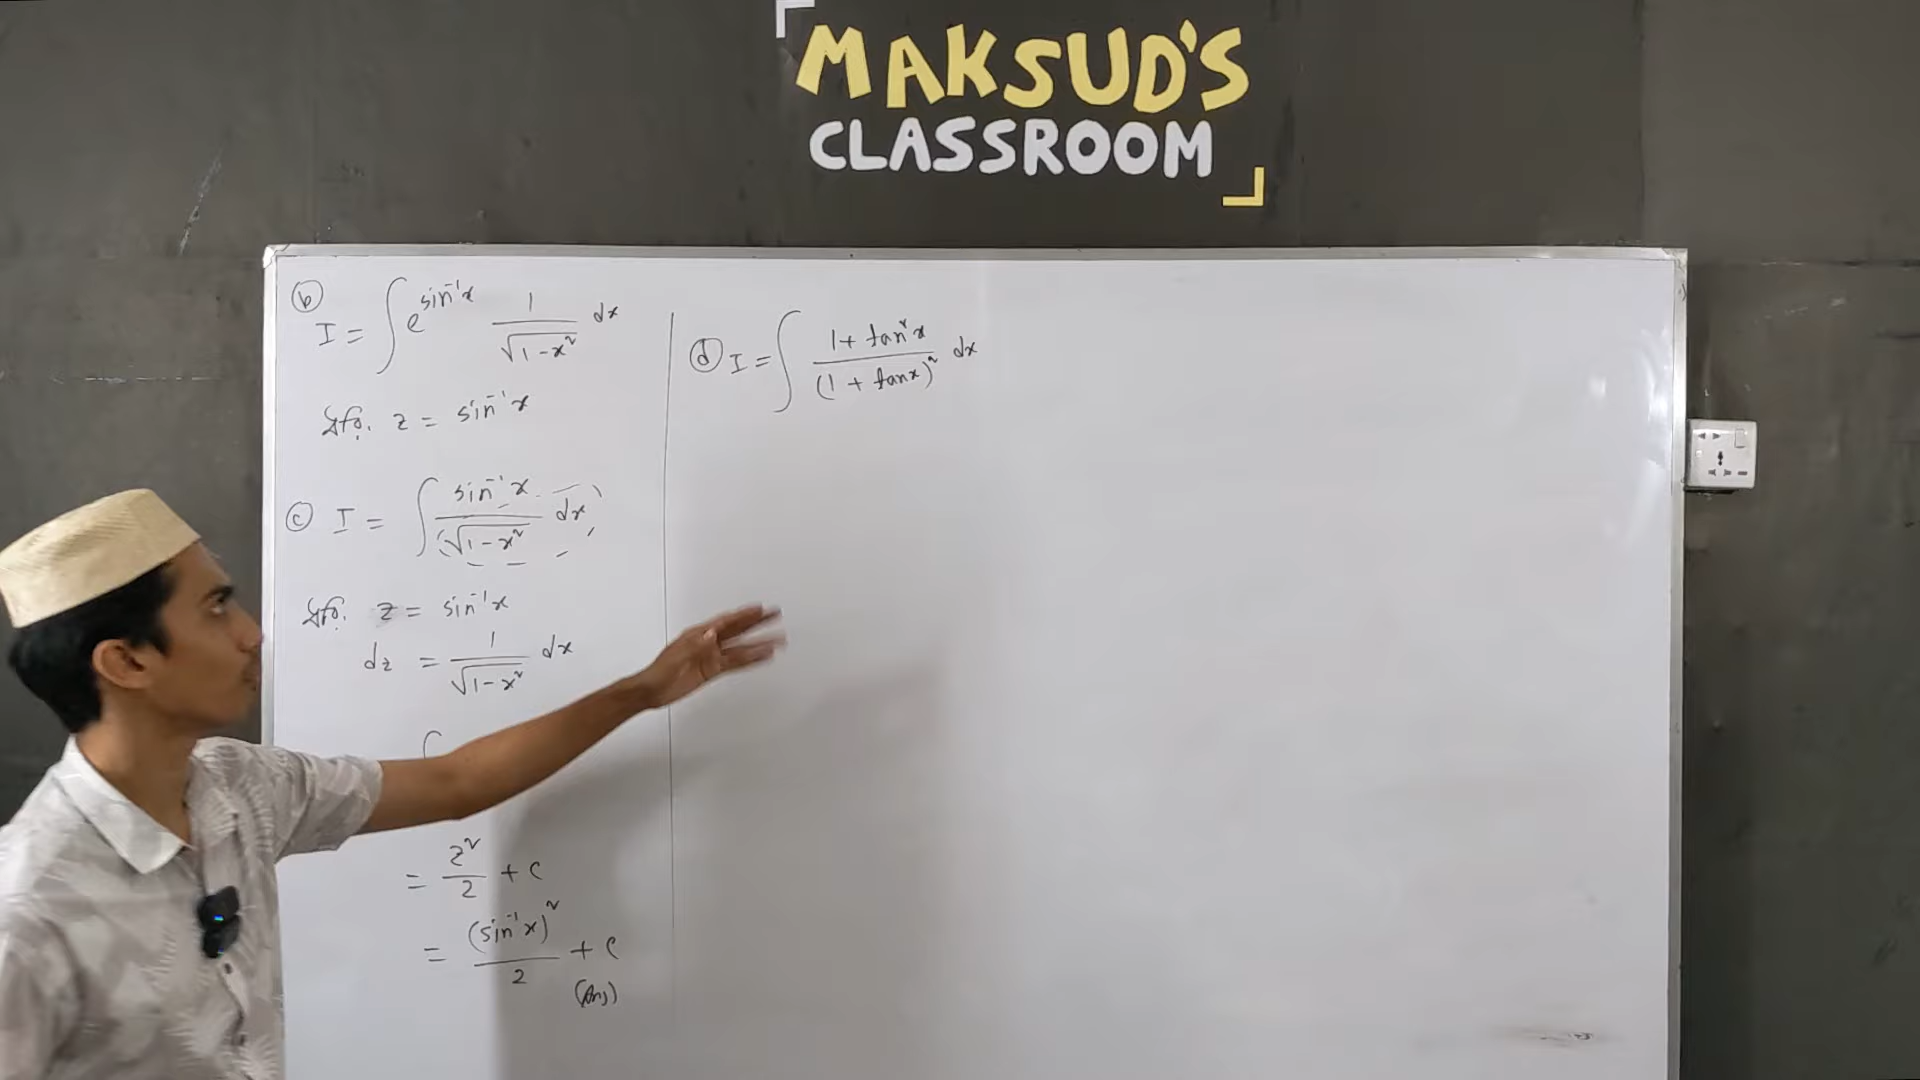 MAKSUD'S
CLASSROOM
ⓑ
I = ∫ e^(sin⁻¹x) 1/√(1-x²) dx
ধরি, z = sin⁻¹x
ⓒ I = ∫ sin⁻¹x/√(1-x²) dx
ধরি, z = sin⁻¹x
dz = 1/√(1-x²) dx
∫
= z²/2 + c
= (sin⁻¹x)²/2 + c
(Ans)
ⓓ I = ∫ (1 + tan²x)/(1 + tanx)² dx